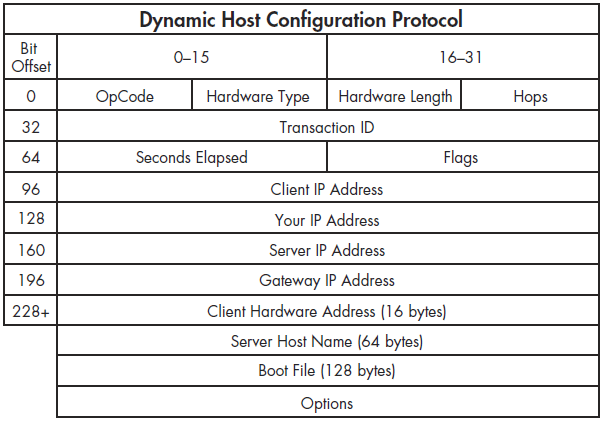 Dynamic Host Configuration Protocol
Bit Offset 0–15 16–31
0 OpCode Hardware Type Hardware Length Hops
32 Transaction ID
64 Seconds Elapsed Flags
96 Client IP Address
128 Your IP Address
160 Server IP Address
196 Gateway IP Address
228+ Client Hardware Address (16 bytes)
Server Host Name (64 bytes)
Boot File (128 bytes)
Options